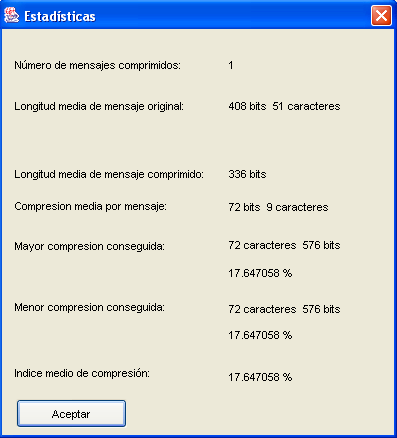 Estadísticas
Número de mensajes comprimidos: 1
Longitud media de mensaje original: 408 bits 51 caracteres
Longitud media de mensaje comprimido: 336 bits
Compresion media por mensaje: 72 bits 9 caracteres
Mayor compresion conseguida: 72 caracteres 576 bits
17.647058 %
Menor compresion conseguida: 72 caracteres 576 bits
17.647058 %
Indice medio de compresión: 17.647058 %
Aceptar